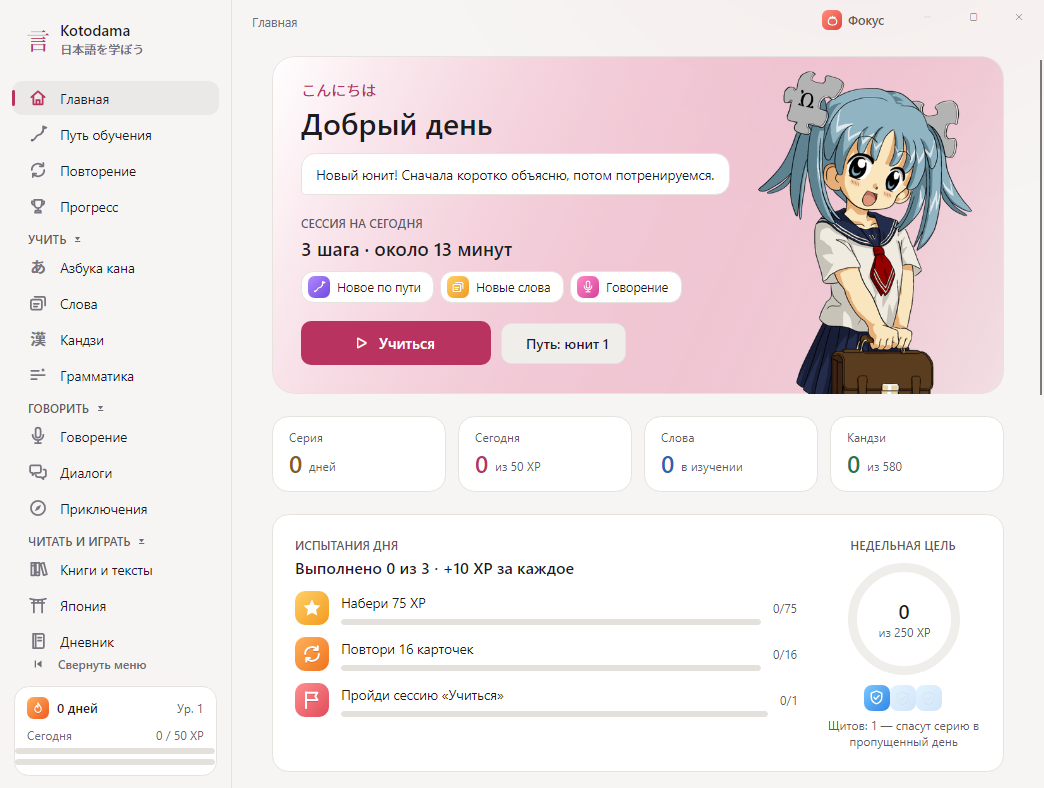 Kotodama
日本語を学ぼう
Главная
Путь обучения
Повторение
Прогресс
УЧИТЬ
あ Азбука кана
Слова
漢 Кандзи
Грамматика
ГОВОРИТЬ
Говорение
Диалоги
Приключения
ЧИТАТЬ И ИГРАТЬ
Книги и тексты
Япония
Дневник
Свернуть меню
0 дней Ур. 1
Сегодня 0 / 50 XP
Главная
Фокус
こんにちは
Добрый день
Новый юнит! Сначала коротко объясню, потом потренируемся.
СЕССИЯ НА СЕГОДНЯ
3 шага · около 13 минут
Новое по пути Новые слова Говорение
Учиться Путь: юнит 1
Ω
Серия
0 дней
Сегодня
0 из 50 XP
Слова
0 в изучении
Кандзи
0 из 580
ИСПЫТАНИЯ ДНЯ
Выполнено 0 из 3 · +10 XP за каждое
Набери 75 XP 0/75
Повтори 16 карточек 0/16
Пройди сессию «Учиться» 0/1
НЕДЕЛЬНАЯ ЦЕЛЬ
0
из 250 XP
Щитов: 1 — спасут серию в
пропущенный день